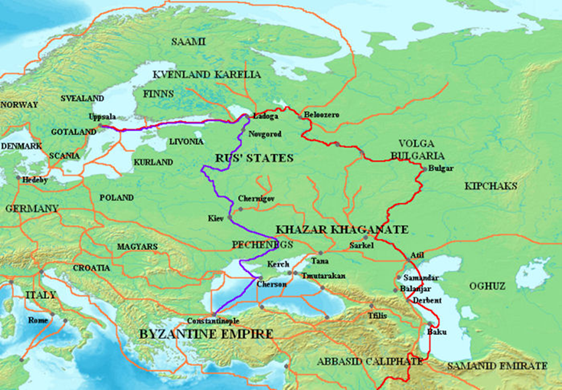 SAAMI
KVENLAND KARELIA
NORWAY
SVEALAND
FINNS
Uppsala
Ladoga
Beloozero
GOTALAND
Novgorod
LIVONIA
VOLGA
BULGARIA
DENMARK
SCANIA
KURLAND
RUS' STATES
Bulgar
Hedeby
KIPCHAKS
POLAND
Chernigov
GERMANY
Kiev
KHAZAR KHAGANATE
PECHENEGS
Sarkel
MAGYARS
Tana
Atil
CROATIA
Kerch
Tmutarakan
Samandar
Cherson
Balanjar
OGHUZ
ITALY
Derbent
Rome
Constantinople
Tiflis
Baku
BYZANTINE EMPIRE
ABBASID CALIPHATE
SAMANID EMIRATE